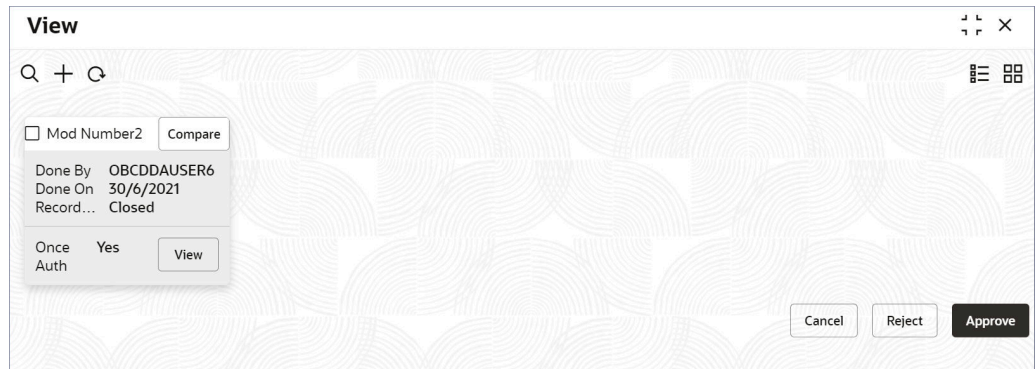 View
Mod Number2 Compare
Done By OBCDDAUSER6
Done On 30/6/2021
Record... Closed
Once Auth Yes View
Cancel Reject Approve